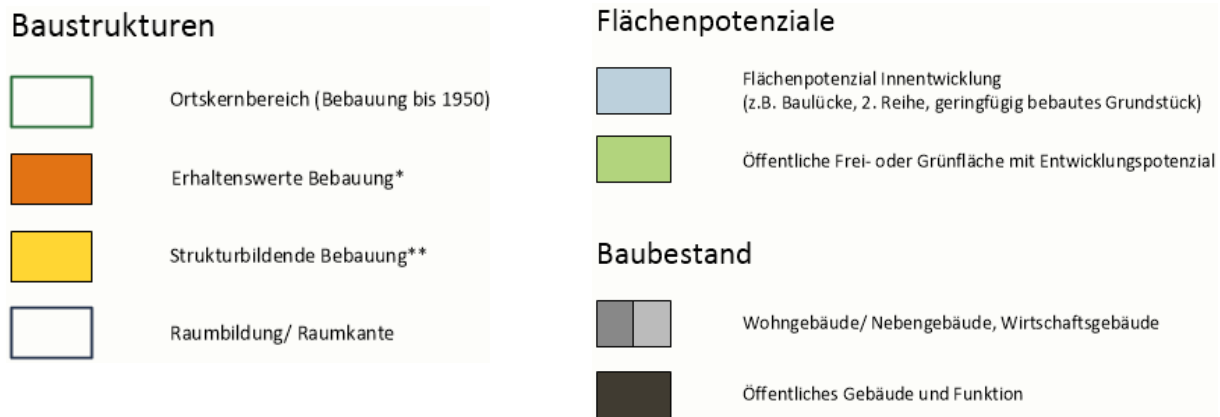 Baustrukturen
Ortskernbereich (Bebauung bis 1950)
Erhaltenswerte Bebauung*
Strukturbildende Bebauung**
Raumbildung/ Raumkante
Flächenpotenziale
Flächenpotenzial Innentwicklung
(z.B. Baulücke, 2. Reihe, geringfügig bebautes Grundstück)
Öffentliche Frei- oder Grünfläche mit Entwicklungspotenzial
Baubestand
Wohngebäude/ Nebengebäude, Wirtschaftsgebäude
Öffentliches Gebäude und Funktion